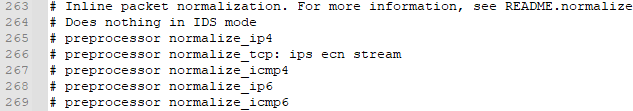 263 # Inline packet normalization. For more information, see README.normalize
264 # Does nothing in IDS mode
265 # preprocessor normalize_ip4
266 # preprocessor normalize_tcp: ips ecn stream
267 # preprocessor normalize_icmp4
268 # preprocessor normalize_ip6
269 # preprocessor normalize_icmp6